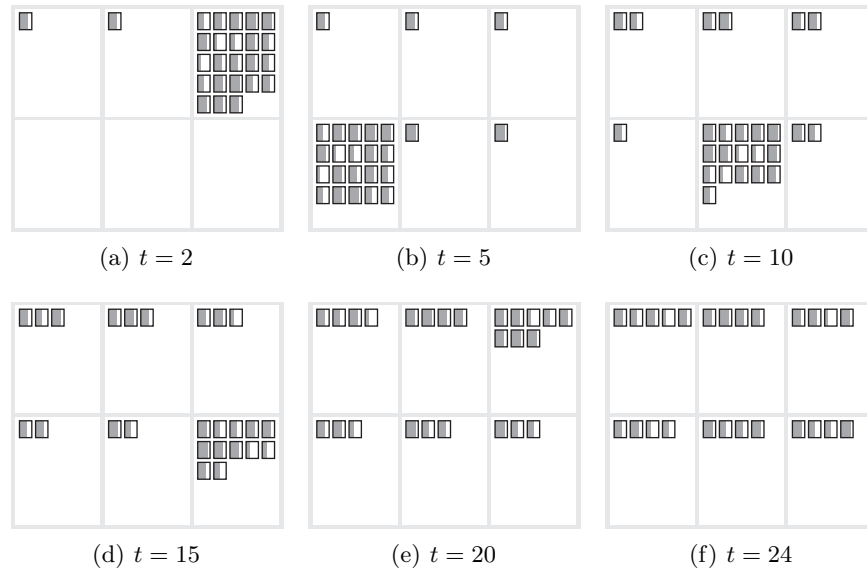 (a) t = 2
(b) t = 5
(c) t = 10
(d) t = 15
(e) t = 20
(f) t = 24